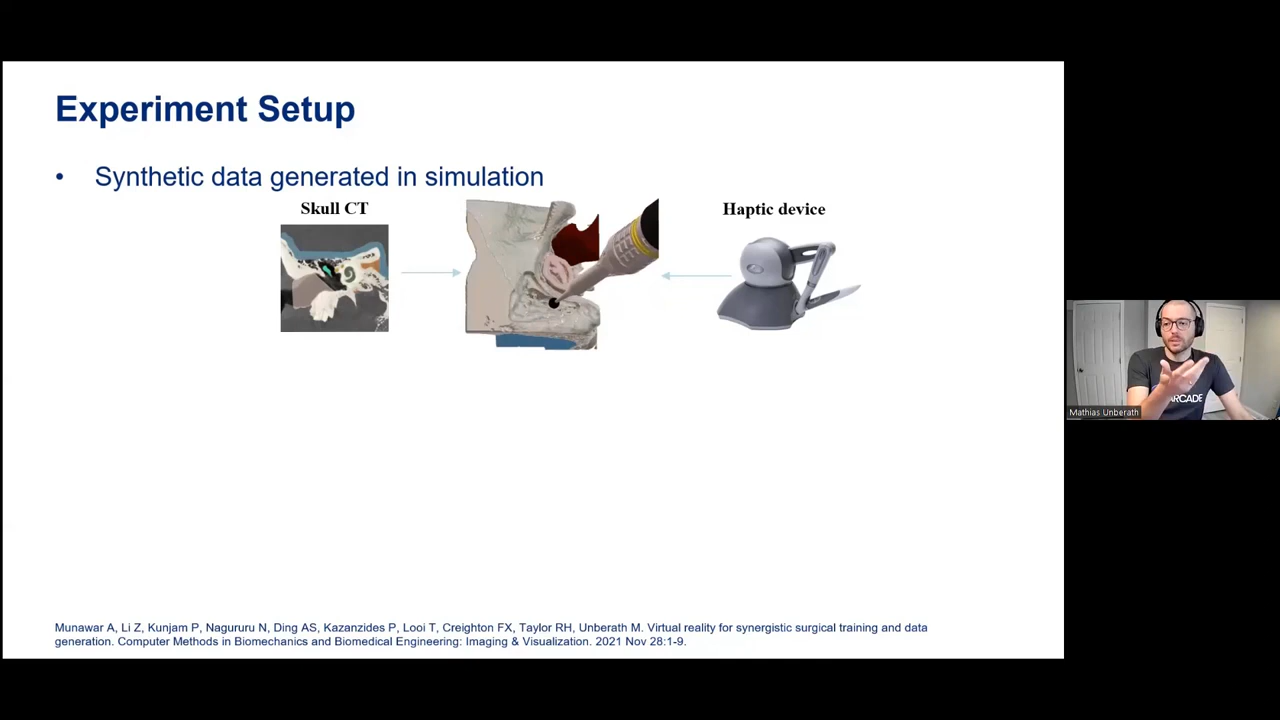 Experiment Setup
• Synthetic data generated in simulation
Skull CT
Haptic device
Munawar A, Li Z, Kunjam P, Nagururu N, Ding AS, Kazanzides P, Looi T, Creighton FX, Taylor RH, Unberath M. Virtual reality for synergistic surgical training and data
generation. Computer Methods in Biomechanics and Biomedical Engineering: Imaging & Visualization. 2021 Nov 28:1-9.
ARCADE
Mathias Unberath